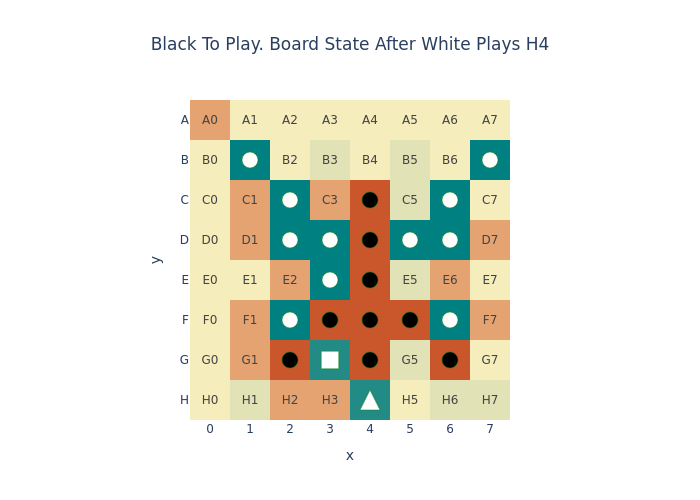 Black To Play. Board State After White Plays H4
A A0 A1 A2 A3 A4 A5 A6 A7
B B0 B2 B3 B4 B5 B6
C C0 C1 C3 C5 C7
D D0 D1 D7
E E0 E1 E2 E5 E6 E7
F F0 F1 F7
G G0 G1 G5 G7
H H0 H1 H2 H3 H5 H6 H7
0 1 2 3 4 5 6 7
x
y